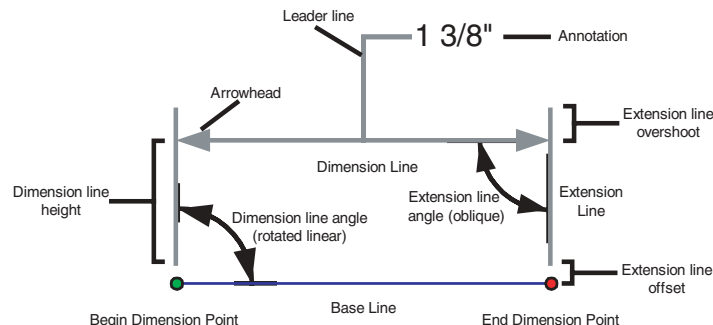 Leader line
1 3/8"
Annotation
Arrowhead
Extension line
overshoot
Dimension Line
Dimension line
height
Dimension line angle
(rotated linear)
Extension line
angle (oblique)
Extension
Line
Extension line
offset
Base Line
Begin Dimension Point
End Dimension Point